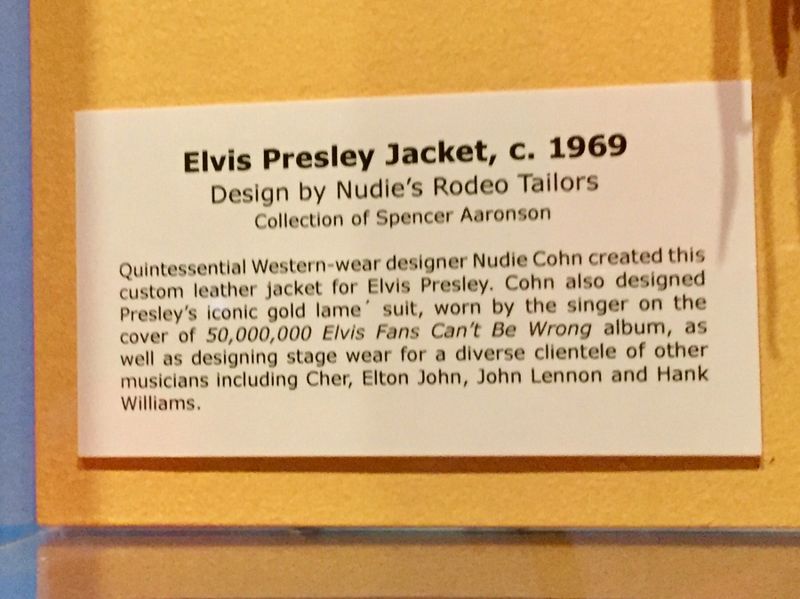 Elvis Presley Jacket, c. 1969
Design by Nudie's Rodeo Tailors
Collection of Spencer Aaronson
Quintessential Western-wear designer Nudie Cohn created this
custom leather jacket for Elvis Presley. Cohn also designed
Presley's iconic gold lame´ suit, worn by the singer on the
cover of 50,000,000 Elvis Fans Can't Be Wrong album, as
well as designing stage wear for a diverse clientele of other
musicians including Cher, Elton John, John Lennon and Hank
Williams.